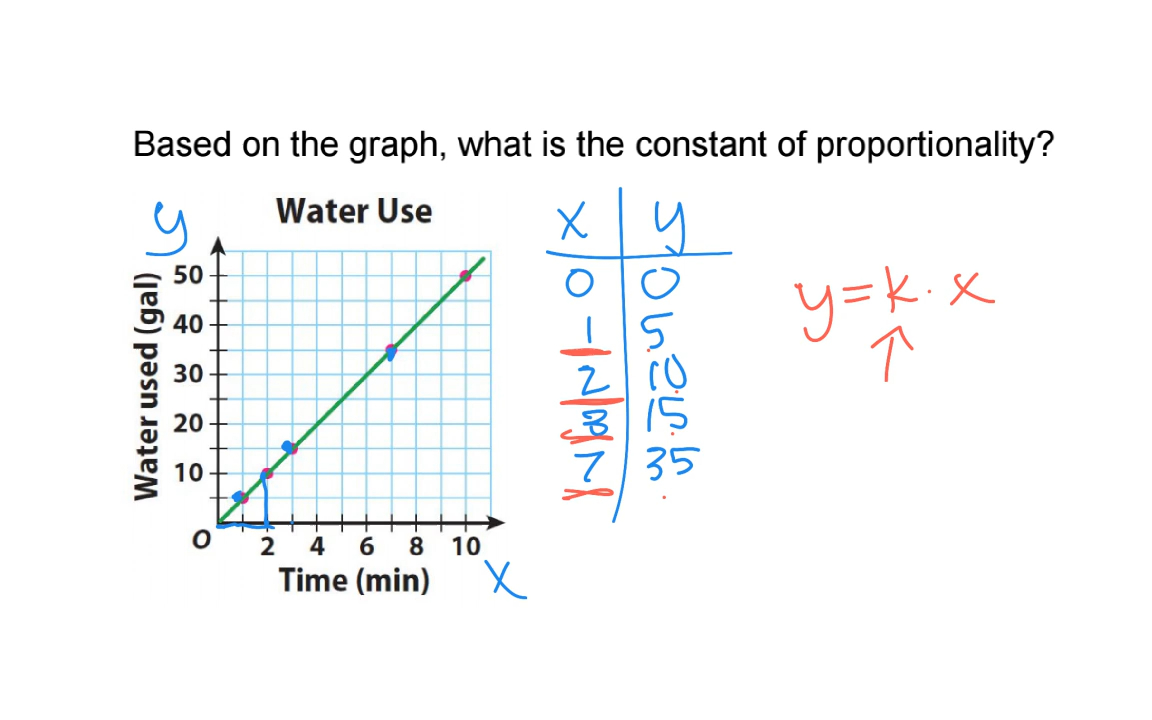 Based on the graph, what is the constant of proportionality?
y
Water Use
Water used (gal)
50
40
30
20
10
O
2 4 6 8 10
Time (min)
x
x y
0 0
1 5
2 10
3 15
7 35
y=k·x